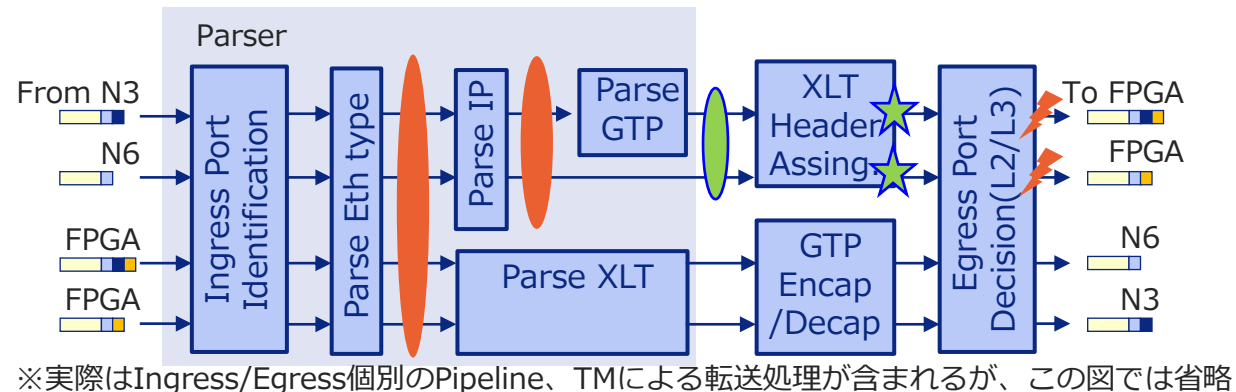 Parser
From N3
N6
FPGA
FPGA
Ingress Port
Identification
Parse Eth type
Parse IP
Parse
GTP
Parse XLT
XLT
Header
Assing.
GTP
Encap
/Decap
Egress Port
Decision(L2/L3)
To FPGA
FPGA
N6
N3
※実際はIngress/Egress個別のPipeline、TMによる転送処理が含まれるが、この図では省略